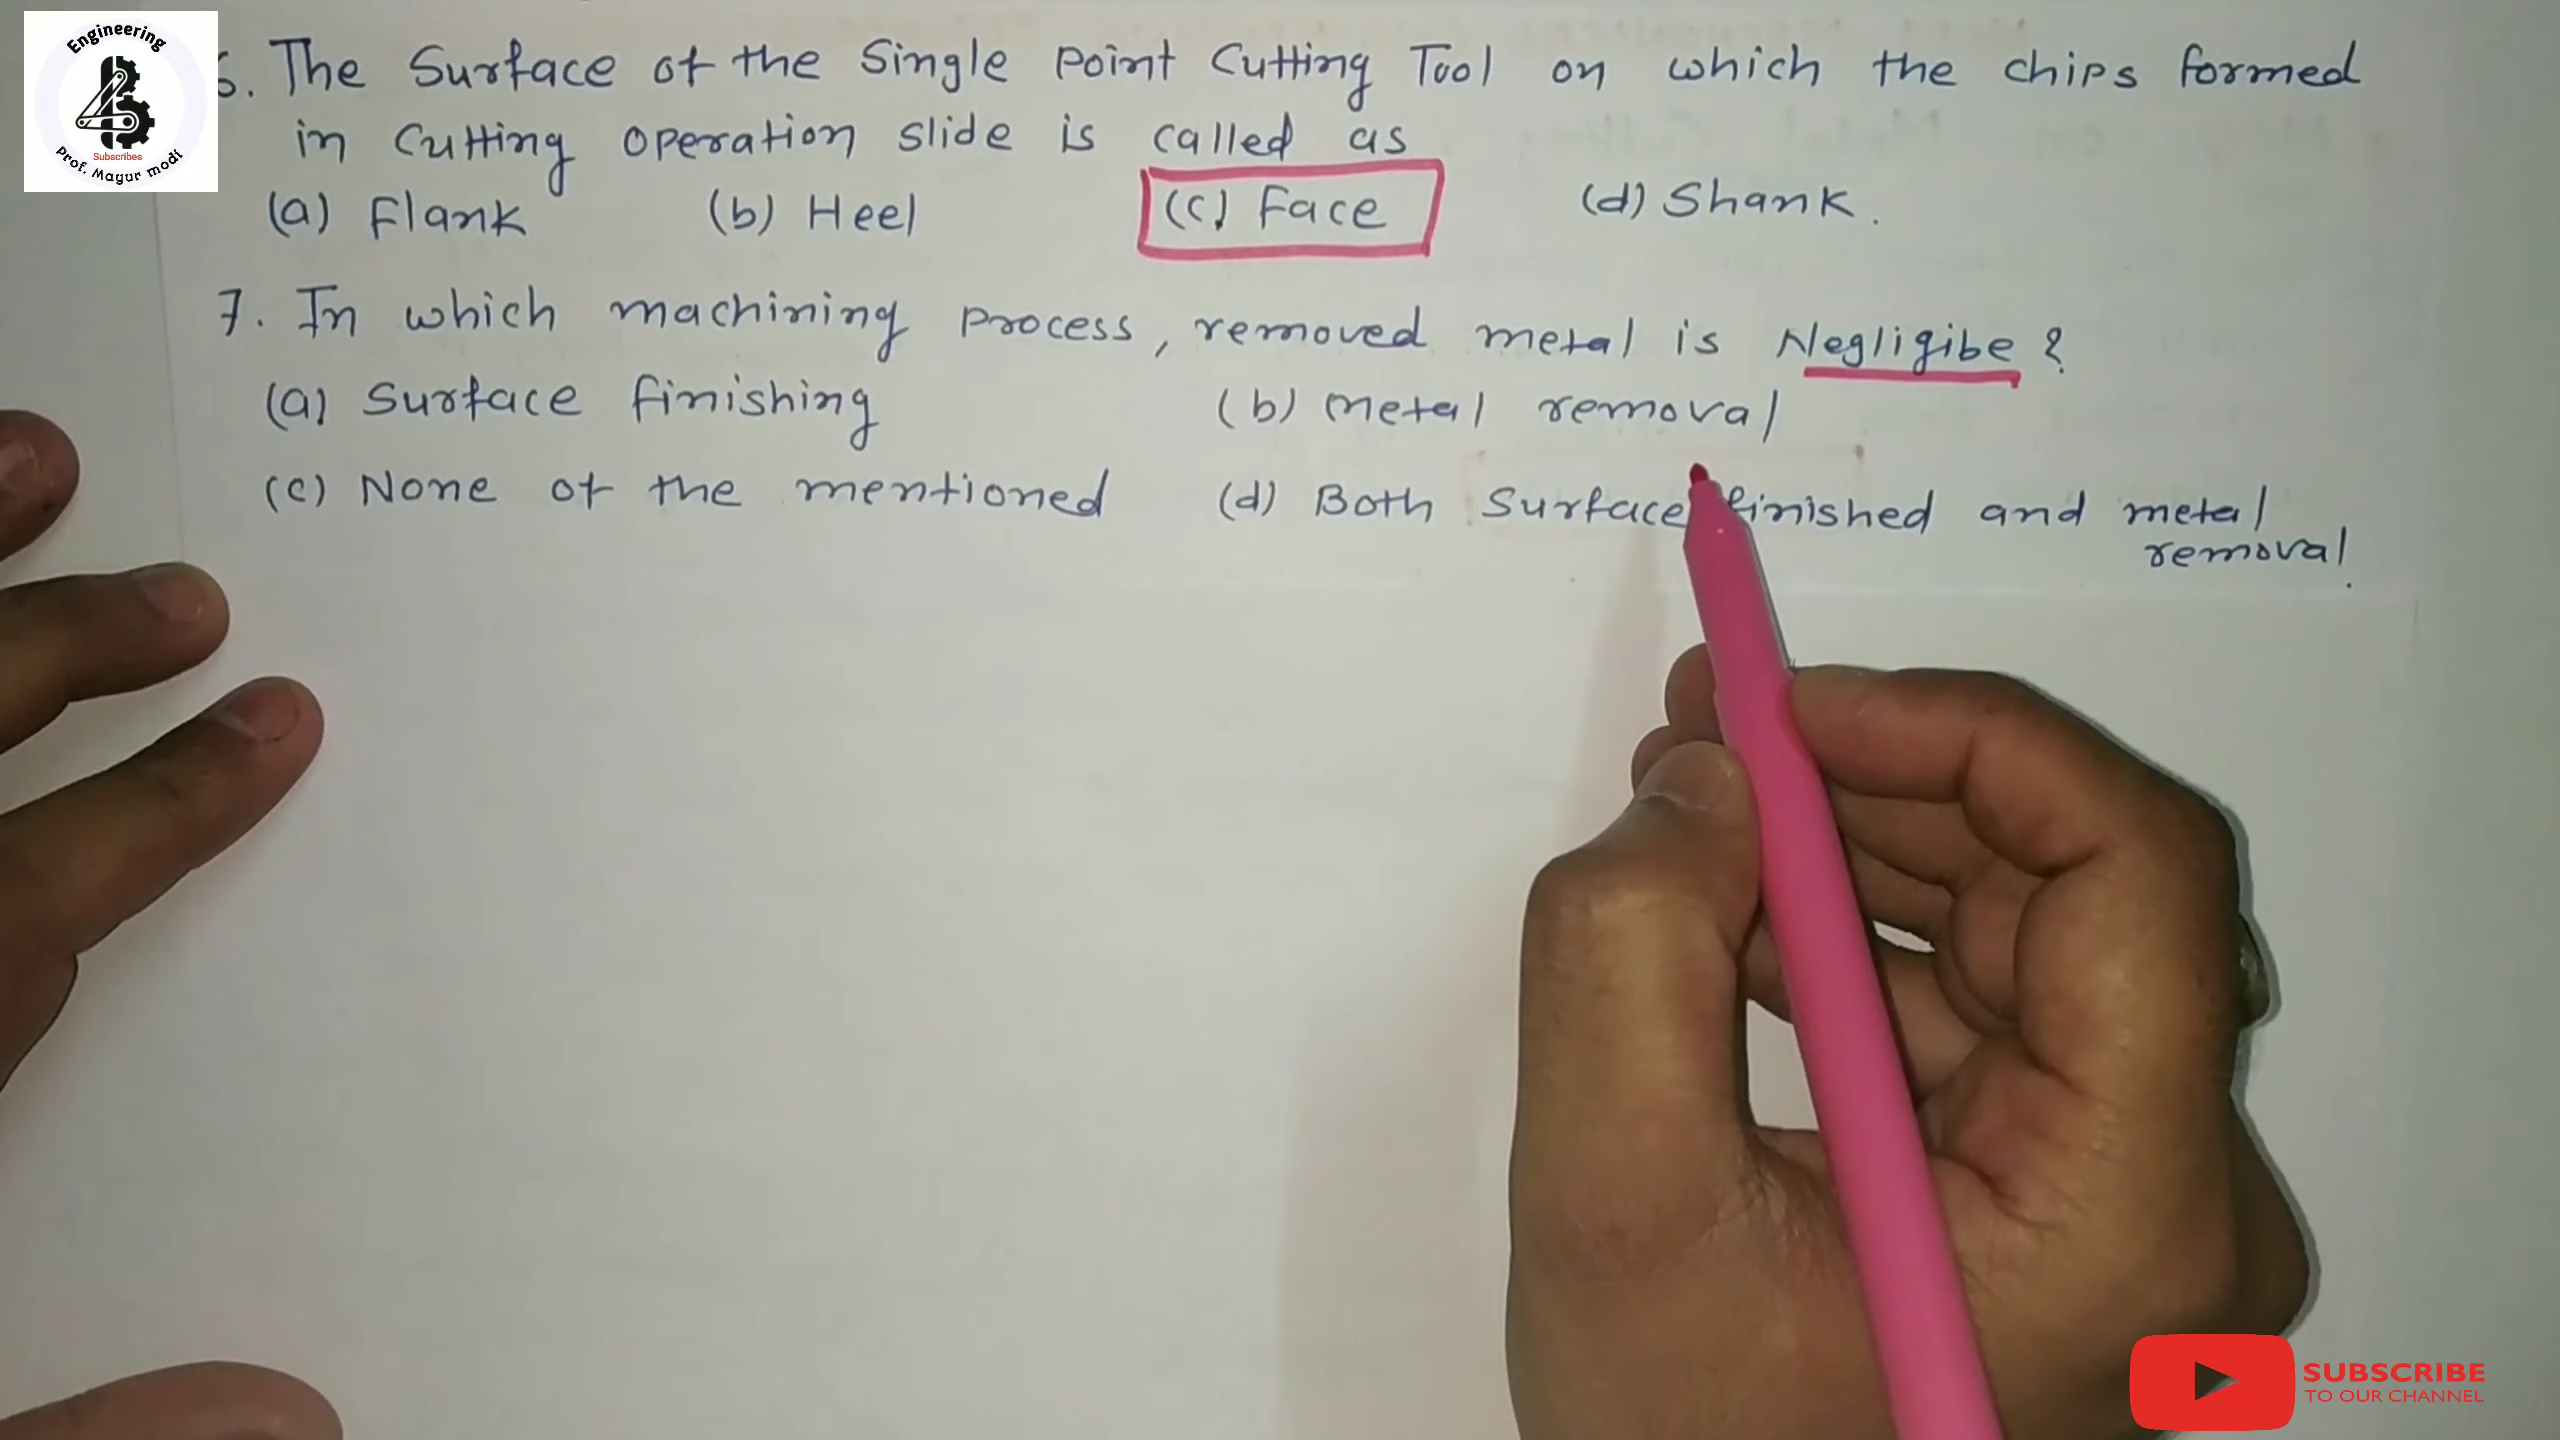 Engineering
Subscribes
Prof. Mayur modi
6. The Surface of the Single Point Cutting Tool on which the chips formed
in Cutting operation slide is called as
(a) Flank (b) Heel (c) Face (d) Shank.
7. In which machining process, removed metal is Negligibe ?
(a) Surface finishing (b) metal removal
(c) None of the mentioned (d) Both Surface finished and metal
removal.
SUBSCRIBE
TO OUR CHANNEL